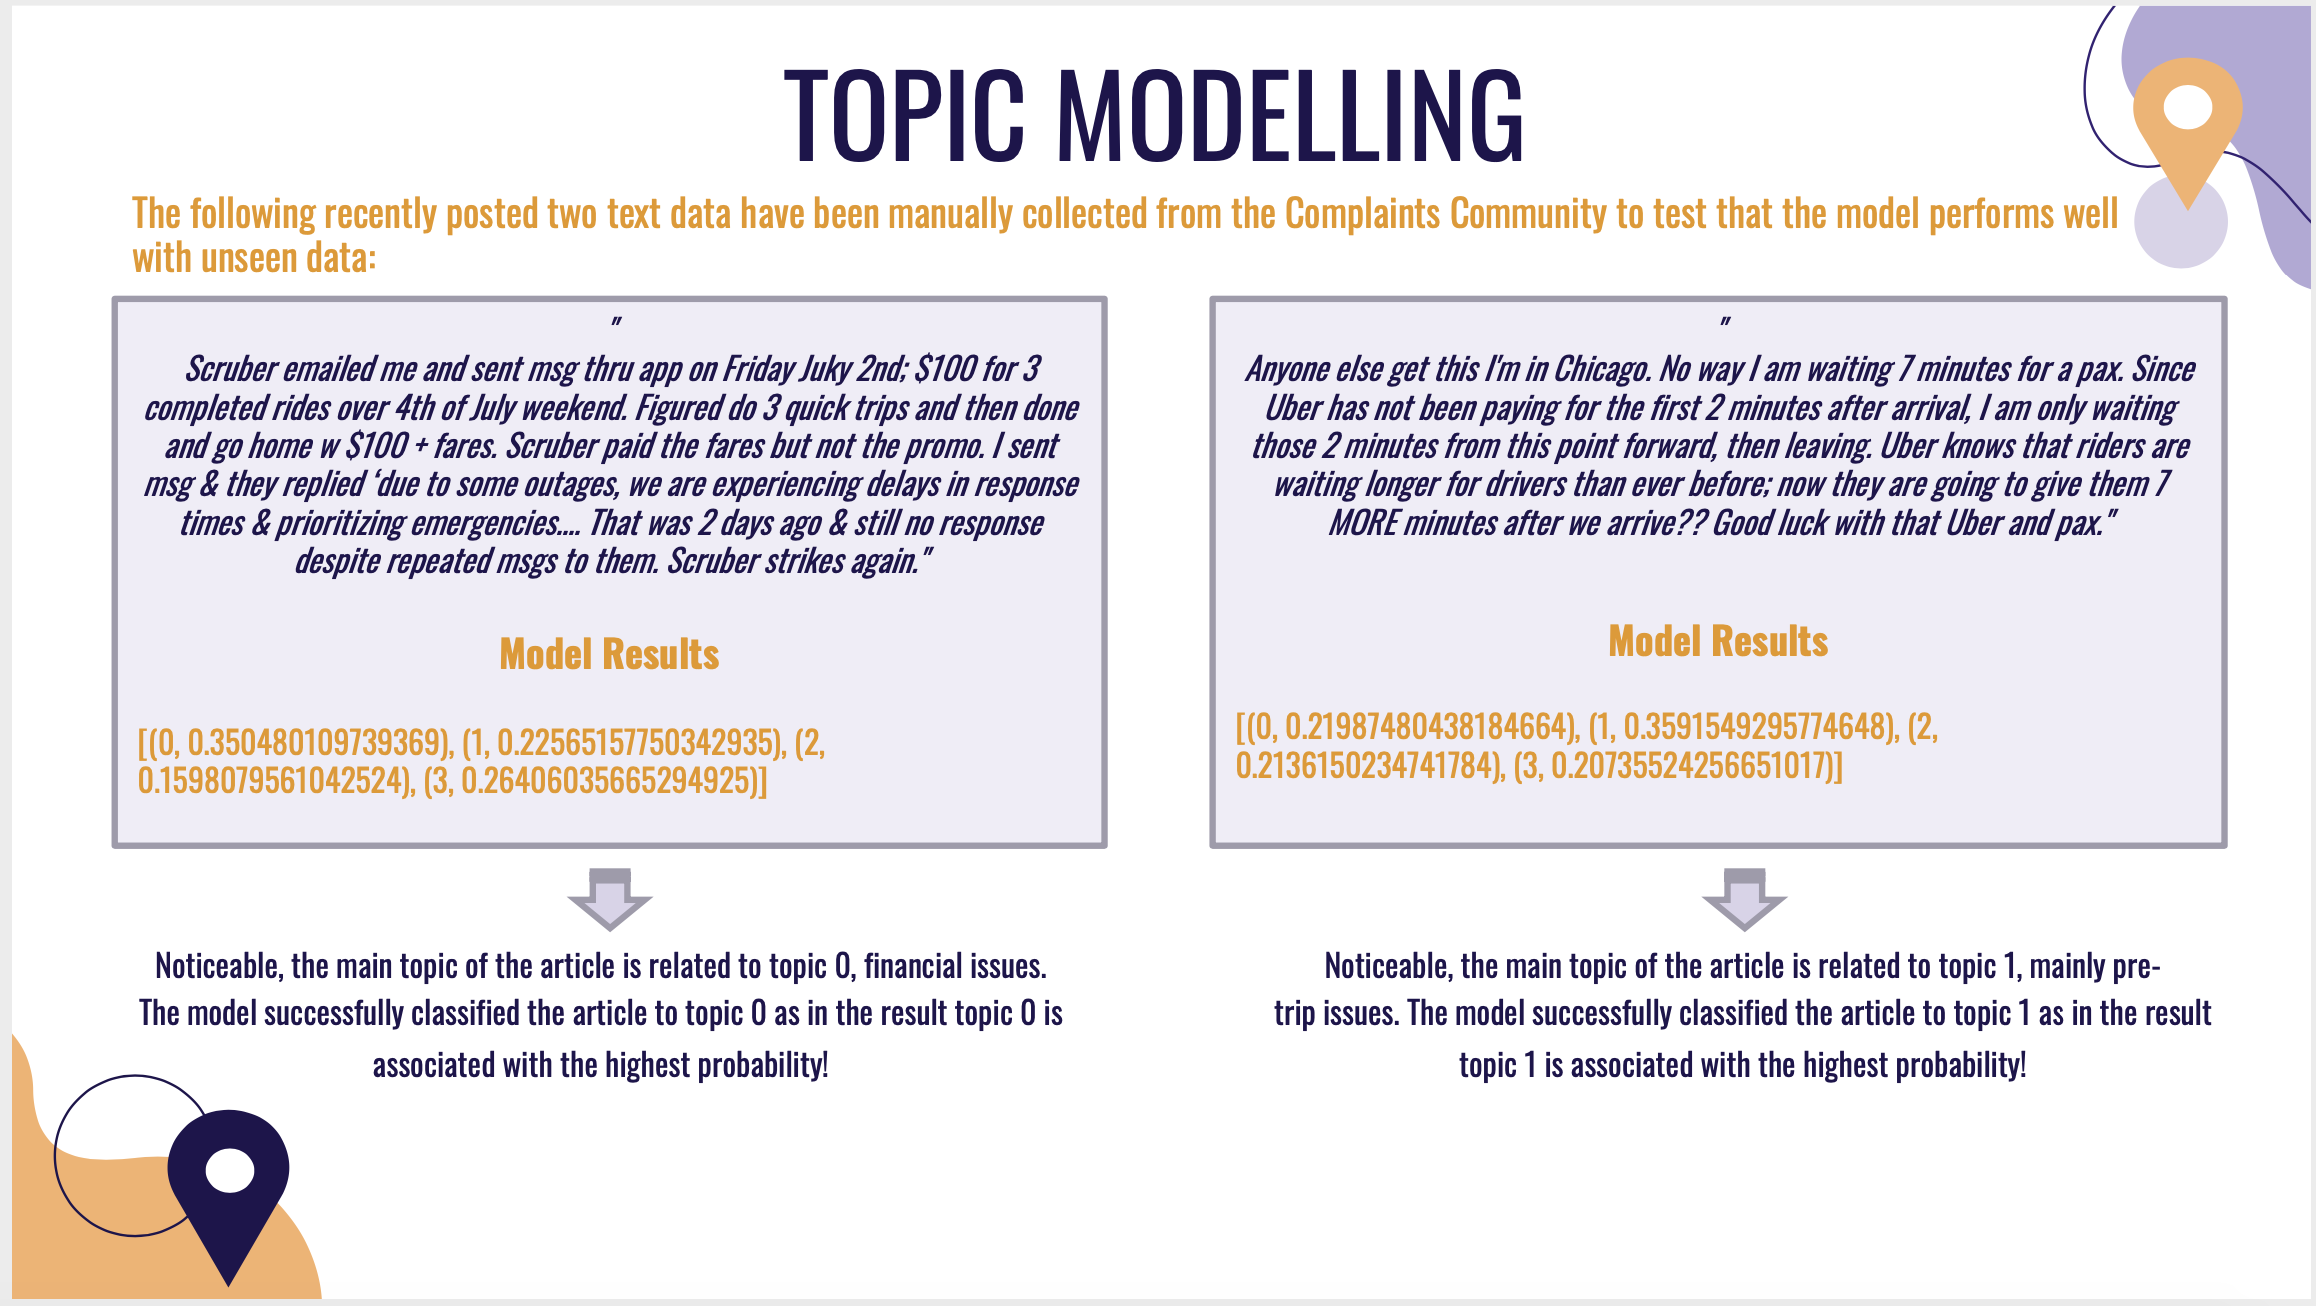 TOPIC MODELLING
The following recently posted two text data have been manually collected from the Complaints Community to test that the model performs well
with unseen data:
"
Scruber emailed me and sent msg thru app on Friday Juky 2nd; $100 for 3
completed rides over 4th of July weekend. Figured do 3 quick trips and then done
and go home w $100 + fares. Scruber paid the fares but not the promo. I sent
msg & they replied ‘due to some outages, we are experiencing delays in response
times & prioritizing emergencies.... That was 2 days ago & still no response
despite repeated msgs to them. Scruber strikes again."
Model Results
[(0, 0.350480109739369), (1, 0.22565157750342935), (2,
0.1598079561042524), (3, 0.26406035665294925)]
Noticeable, the main topic of the article is related to topic 0, financial issues.
The model successfully classified the article to topic 0 as in the result topic 0 is
associated with the highest probability!
"
Anyone else get this I'm in Chicago. No way I am waiting 7 minutes for a pax. Since
Uber has not been paying for the first 2 minutes after arrival, I am only waiting
those 2 minutes from this point forward, then leaving. Uber knows that riders are
waiting longer for drivers than ever before; now they are going to give them 7
MORE minutes after we arrive?? Good luck with that Uber and pax."
Model Results
[(0, 0.21987480438184664), (1, 0.3591549295774648), (2,
0.2136150234741784), (3, 0.20735524256651017)]
Noticeable, the main topic of the article is related to topic 1, mainly pre-
trip issues. The model successfully classified the article to topic 1 as in the result
topic 1 is associated with the highest probability!